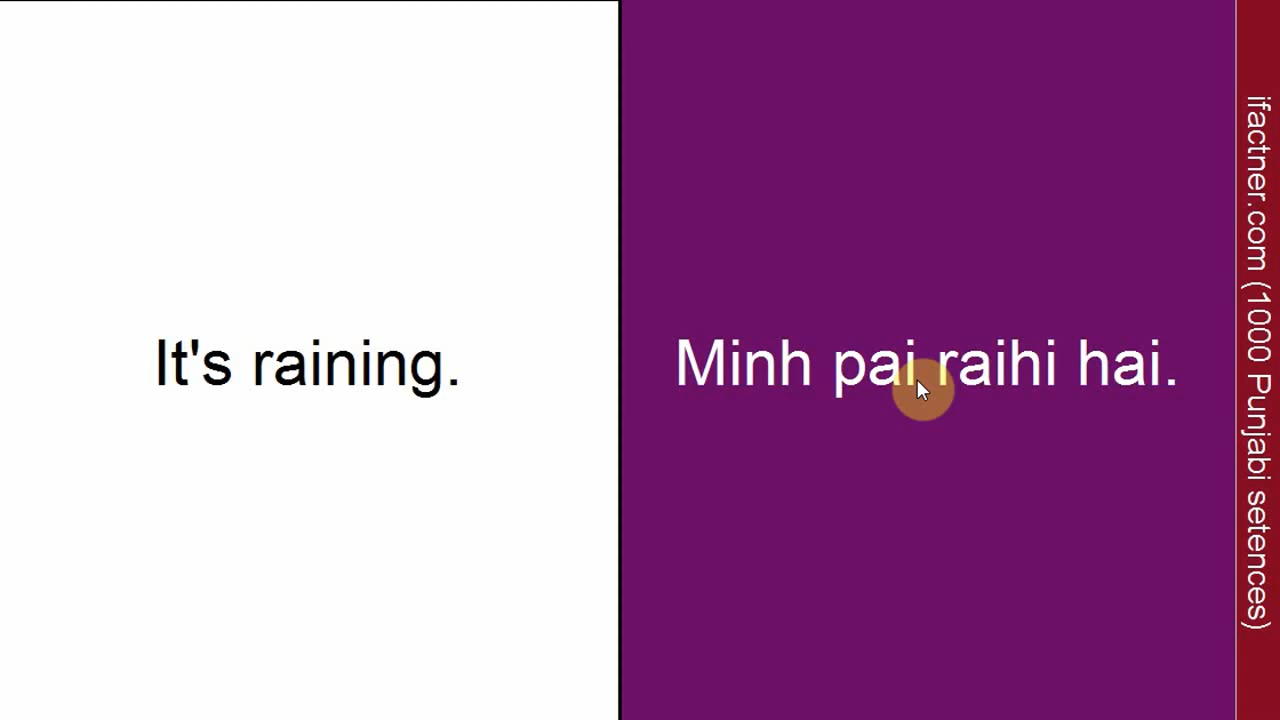 It's raining.
Minh pai raihi hai.
ifactner.com (1000 Punjabi setences)